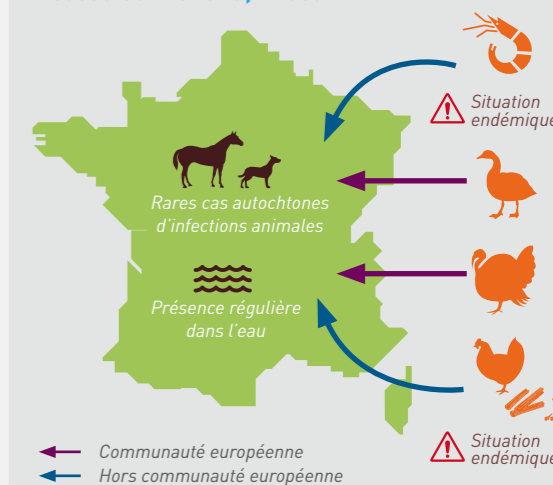 Situation
endémique
Rares cas autochtones
d'infections animales
Présence régulière
dans l'eau
Situation
endémique
Communauté européenne
Hors communauté européenne